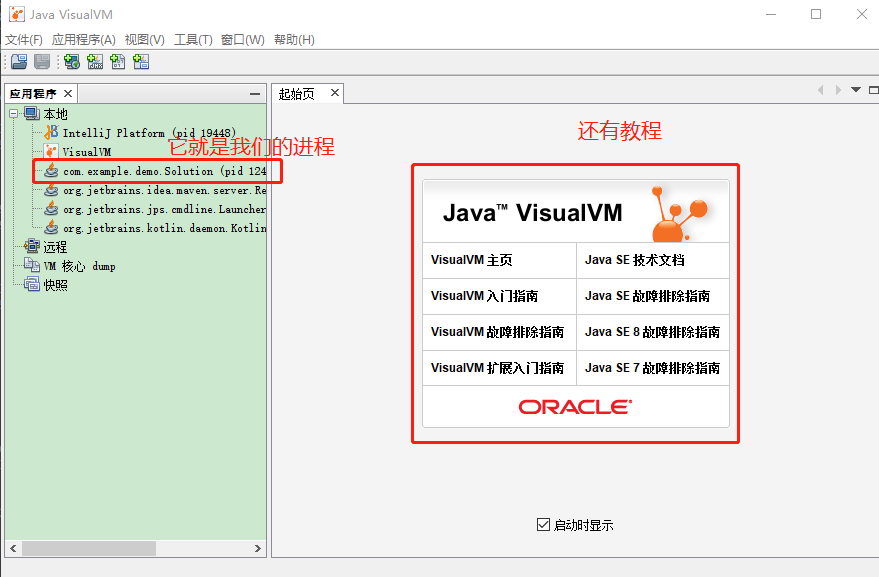 Java VisualVM
文件(F) 应用程序(A) 视图(V) 工具(T) 窗口(W) 帮助(H)
应用程序
起始页
本地
IntelliJ Platform (pid 19448)
VisualVM
它就是我们的进程
com.example.demo.Solution (pid 124
org.jetbrains.idea.maven.server.Re
org.jetbrains.jps.cmdline.Launcher
org.jetbrains.kotlin.daemon.Kotlin
远程
VM 核心 dump
快照
还有教程
Java™ VisualVM
VisualVM 主页
Java SE 技术文档
VisualVM 入门指南
Java SE 故障排除指南
VisualVM 故障排除指南
Java SE 8 故障排除指南
VisualVM 扩展入门指南
Java SE 7 故障排除指南
ORACLE
启动时显示